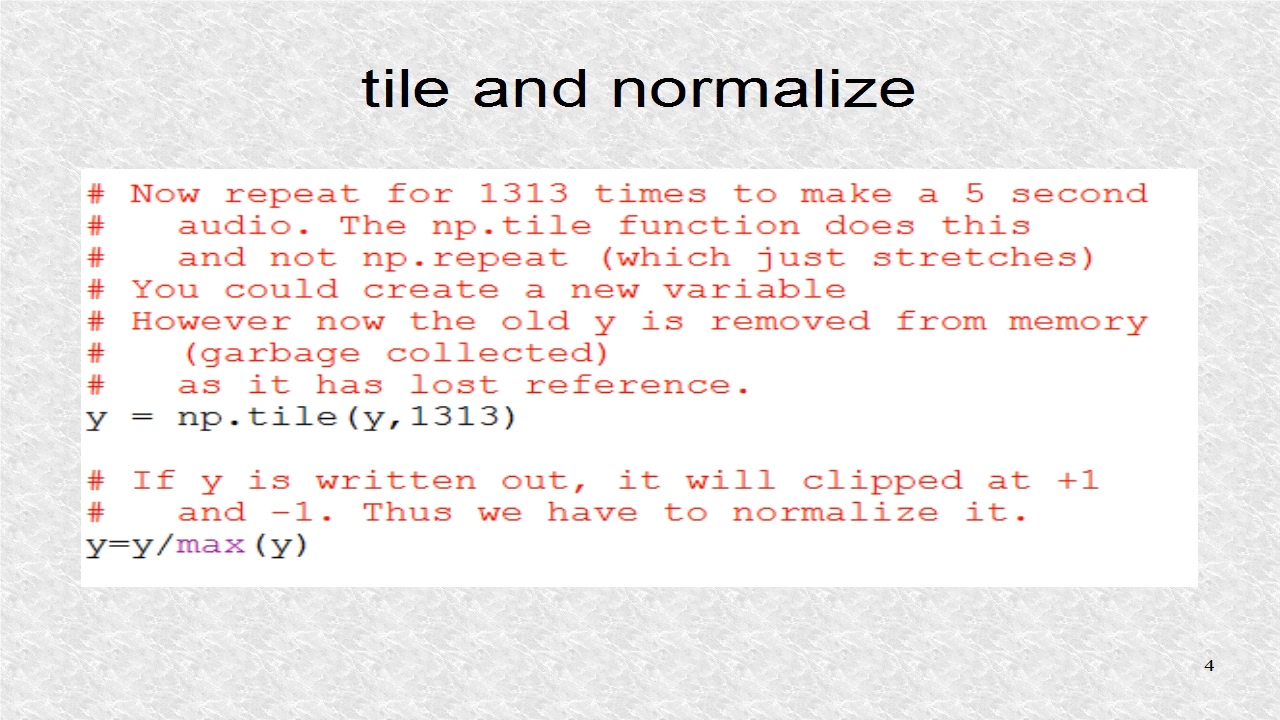 tile and normalize
# Now repeat for 1313 times to make a 5 second
#   audio. The np.tile function does this
#   and not np.repeat (which just stretches)
# You could create a new variable
# However now the old y is removed from memory
#   (garbage collected)
#   as it has lost reference.
y = np.tile(y,1313)
# If y is written out, it will clipped at +1
#   and -1. Thus we have to normalize it.
y=y/max(y)
4